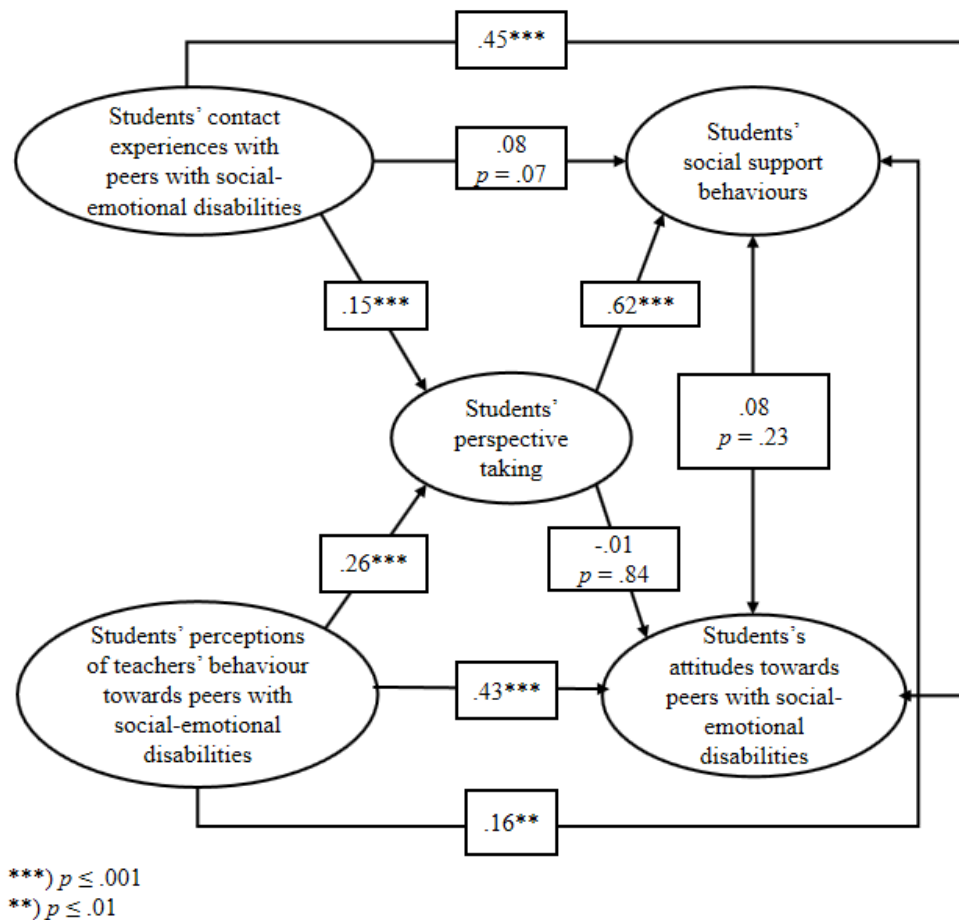 .45***
Students’ contact
experiences with
peers with social-
emotional disabilities
.08
p = .07
Students’
social support
behaviours
.15***
.62***
Students’
perspective
taking
.08
p = .23
.26***
-.01
p = .84
Students’ perceptions
of teachers’ behaviour
towards peers with
social-emotional
disabilities
.43***
Students’s
attitudes towards
peers with social-
emotional
disabilities
.16**
***) p ≤ .001
**) p ≤ .01